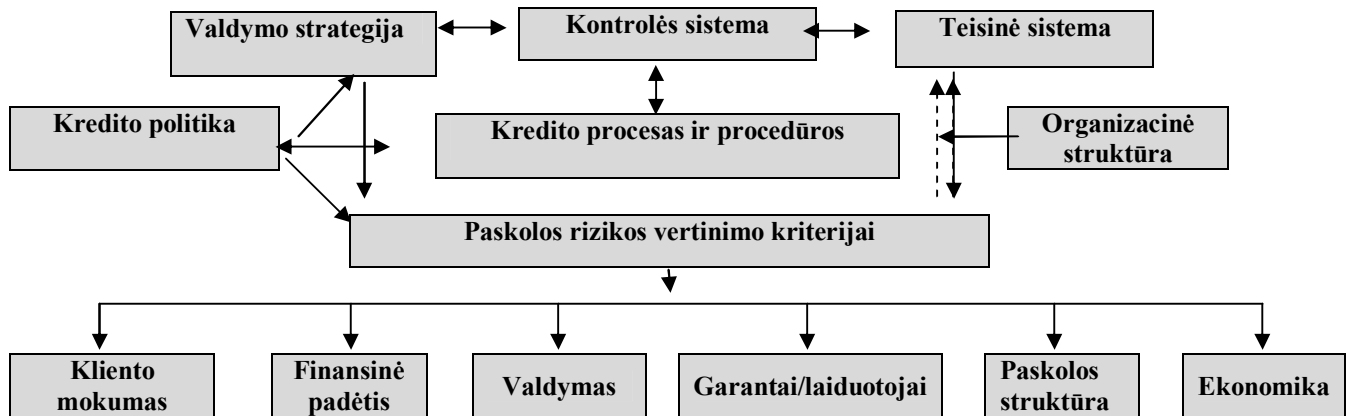 Valdymo strategija
Kontrolės sistema
Teisinė sistema
Kredito politika
Kredito procesas ir procedūros
Organizacinė
struktūra
Paskolos rizikos vertinimo kriterijai
Kliento
mokumas
Finansinė
padėtis
Valdymas
Garantai/laiduotojai
Paskolos
struktūra
Ekonomika